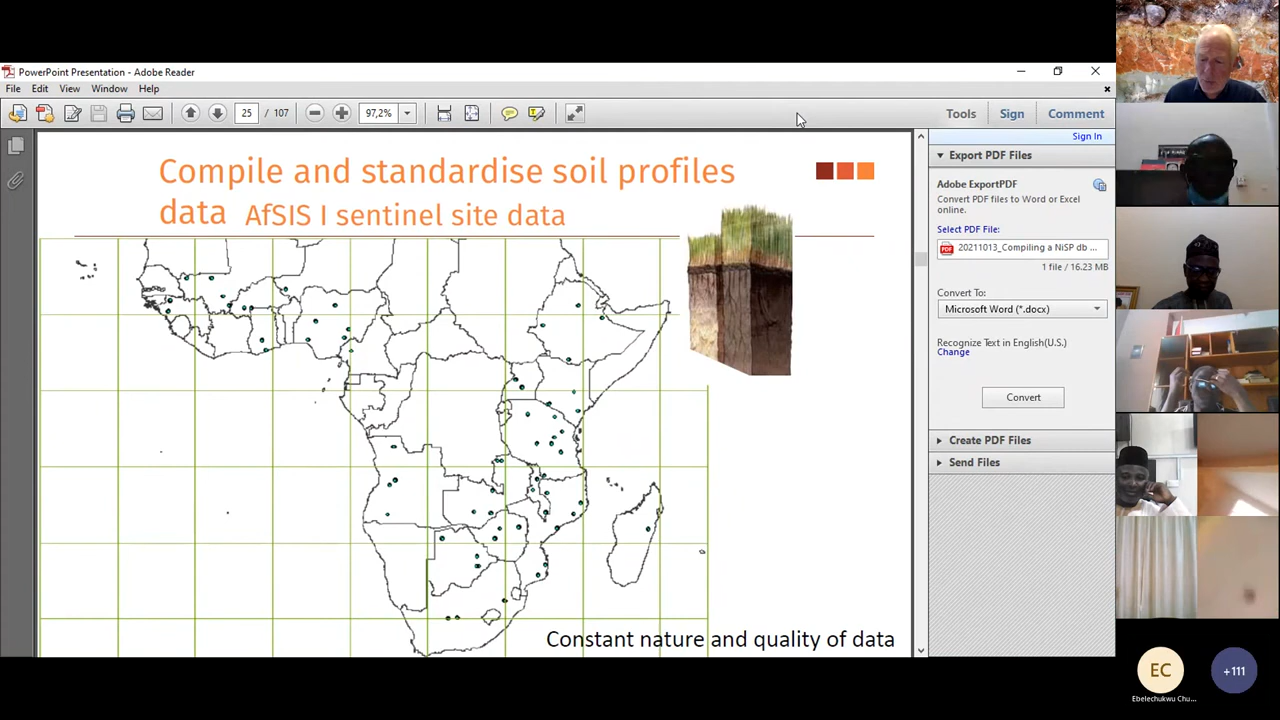 PowerPoint Presentation - Adobe Reader
File Edit View Window Help
25 / 107
97,2%
Tools Sign Comment
Sign In
Export PDF Files
Adobe ExportPDF
Convert PDF files to Word or Excel
online.
Select PDF File:
20211013_Compiling a NiSP db ...
1 file / 16.23 MB
Convert To:
Microsoft Word (*.docx)
Recognize Text in English(U.S.)
Change
Convert
Create PDF Files
Send Files
Compile and standardise soil profiles
data AfSIS I sentinel site data
Constant nature and quality of data
EC
Ebelechukwu Chu...
+111